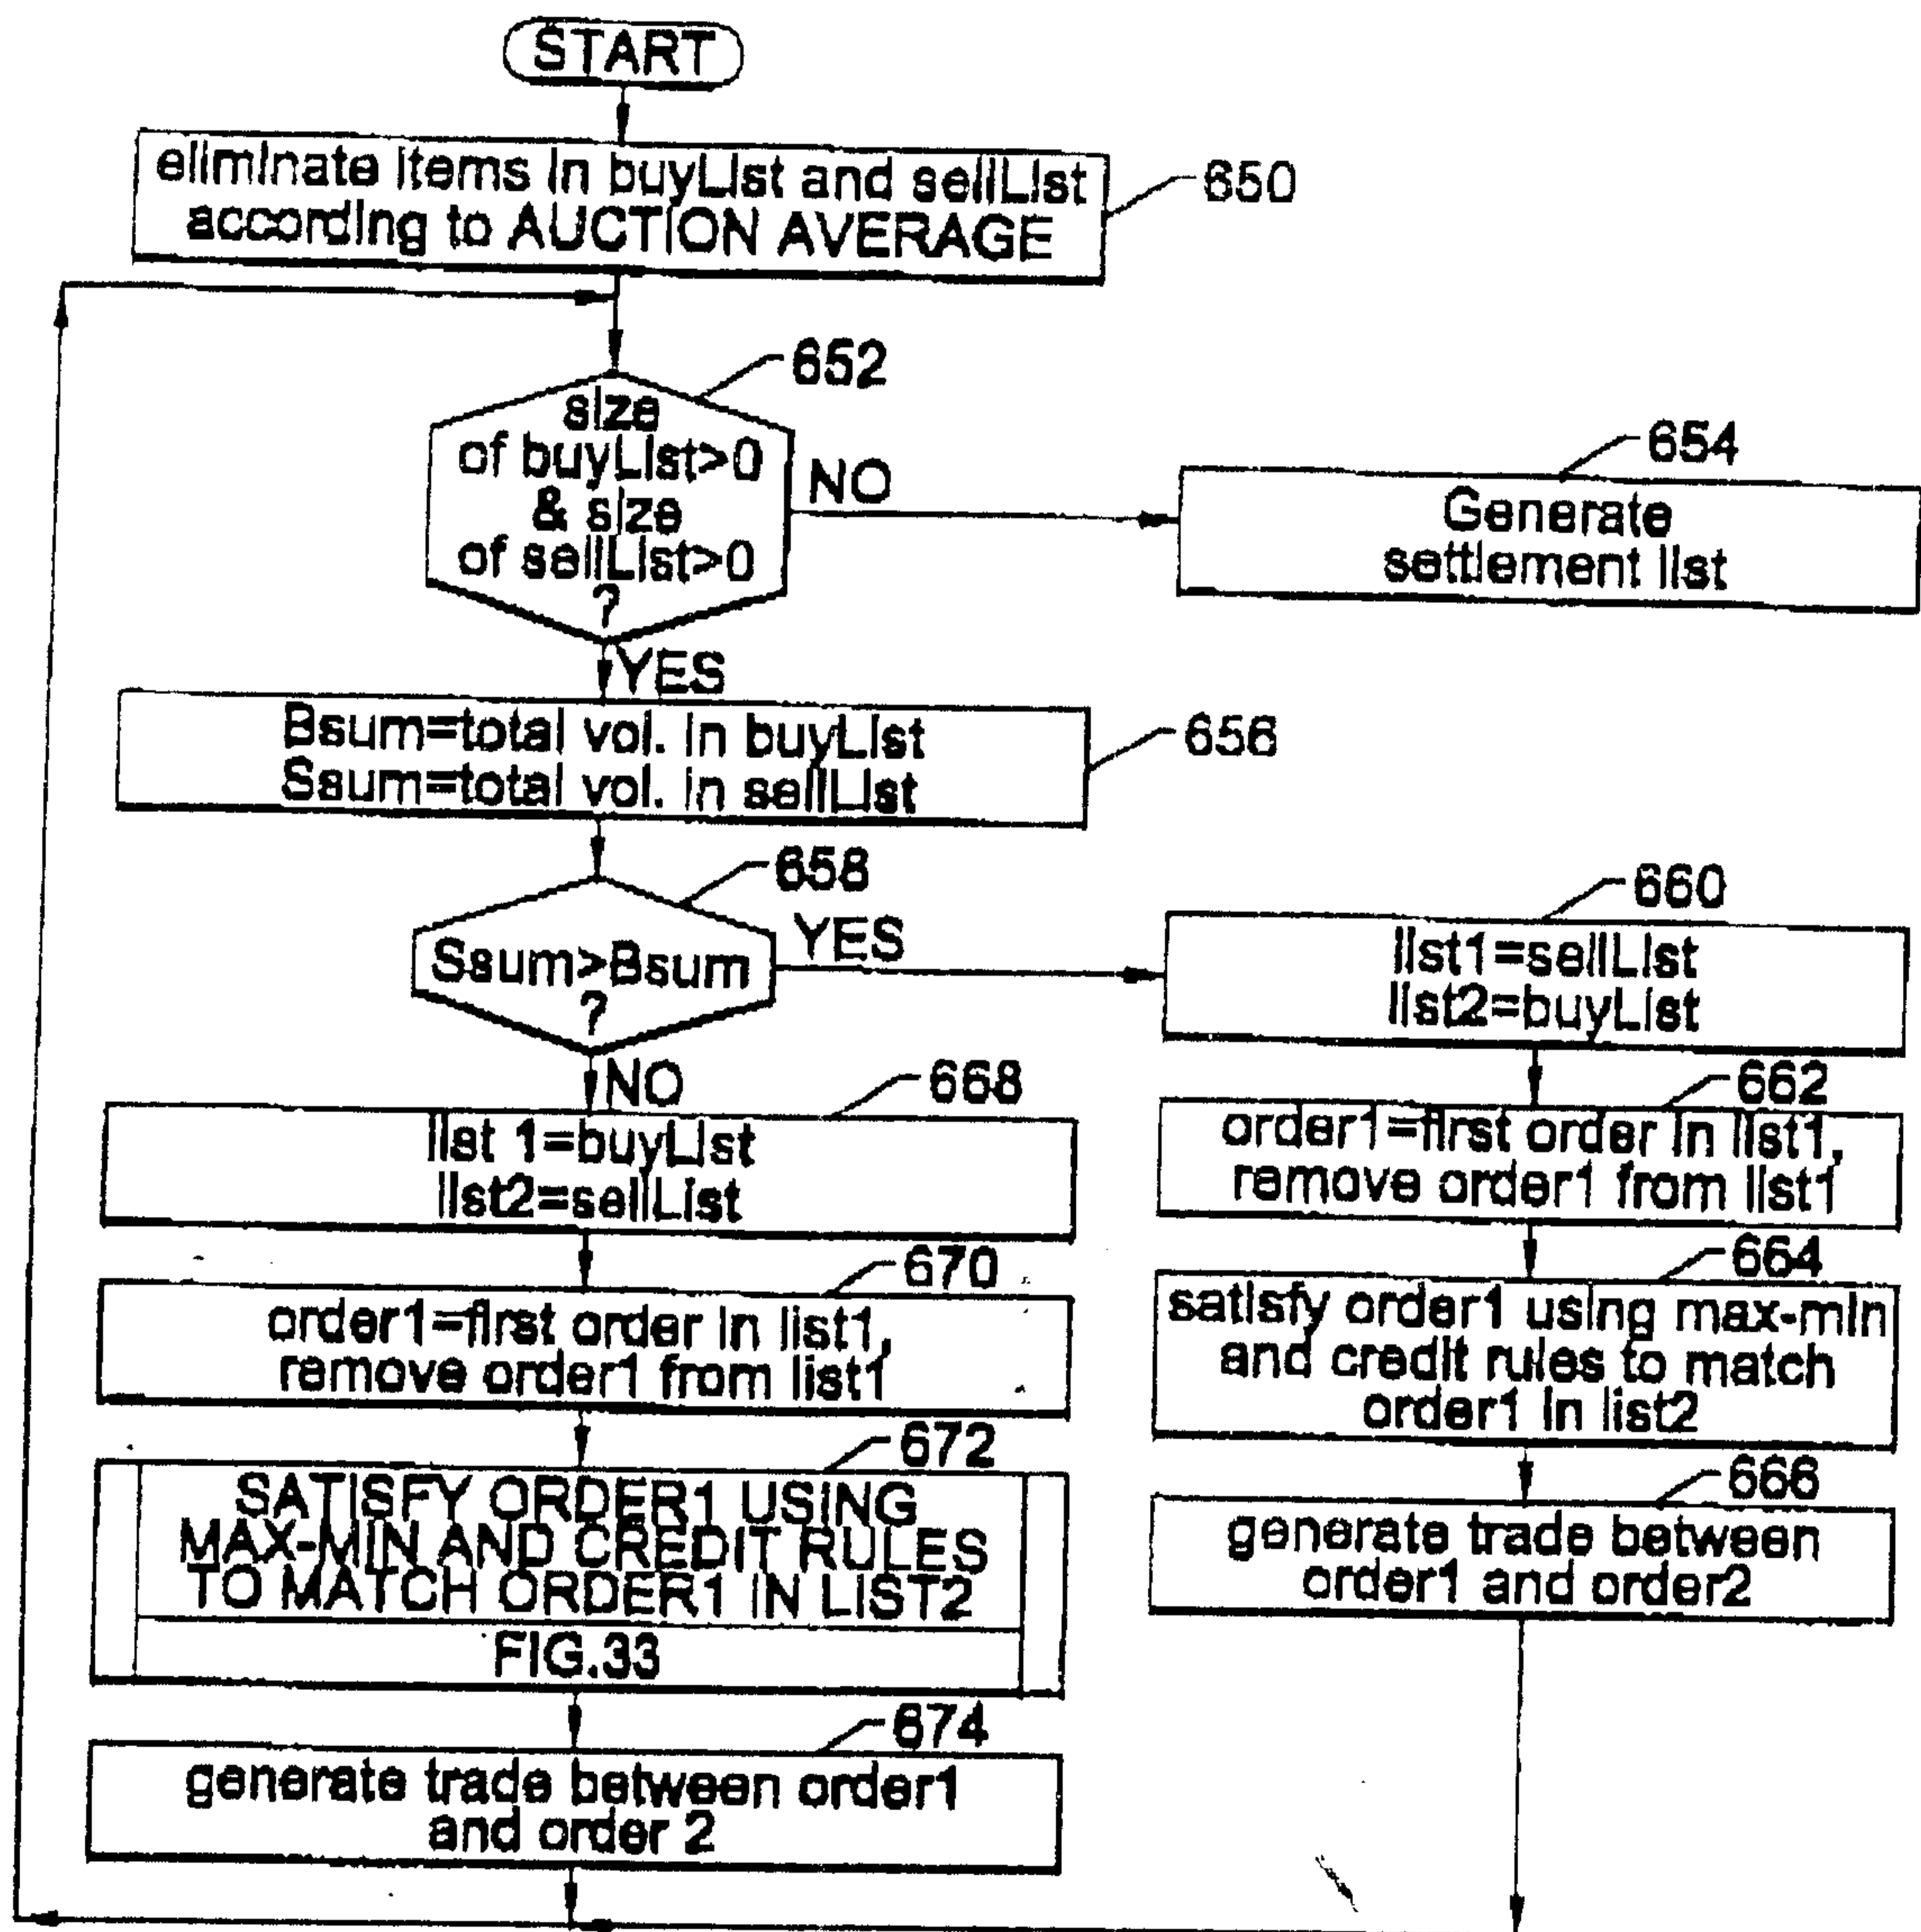 START
eliminate items in buyList and sellList
according to AUCTION AVERAGE
650
652
size
of buyList>0
& size
of sellList>0
?
NO
654
Generate
settlement list
YES
Bsum=total vol. in buyList
Ssum=total vol. in sellList
656
658
Ssum>Bsum
?
YES
660
list1=sellList
list2=buyList
NO
668
list 1=buyList
list2=sellList
662
order1=first order in list1,
remove order1 from list1
670
order1=first order in list1,
remove order1 from list1
664
satisfy order1 using max-min
and credit rules to match
order1 in list2
672
SATISFY ORDER1 USING
MAX-MIN AND CREDIT RULES
TO MATCH ORDER1 IN LIST2
FIG.33
666
generate trade between
order1 and order2
674
generate trade between order1
and order 2